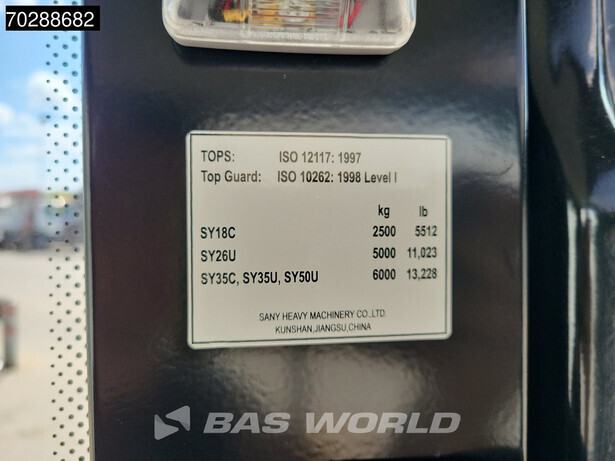 70288682
TOPS: ISO 12117: 1997
Top Guard: ISO 10262: 1998 Level I
kg lb
SY18C 2500 5512
SY26U 5000 11,023
SY35C, SY35U, SY50U 6000 13,228
SANY HEAVY MACHINERY CO.,LTD.
KUNSHAN,JIANGSU,CHINA
BAS WORLD